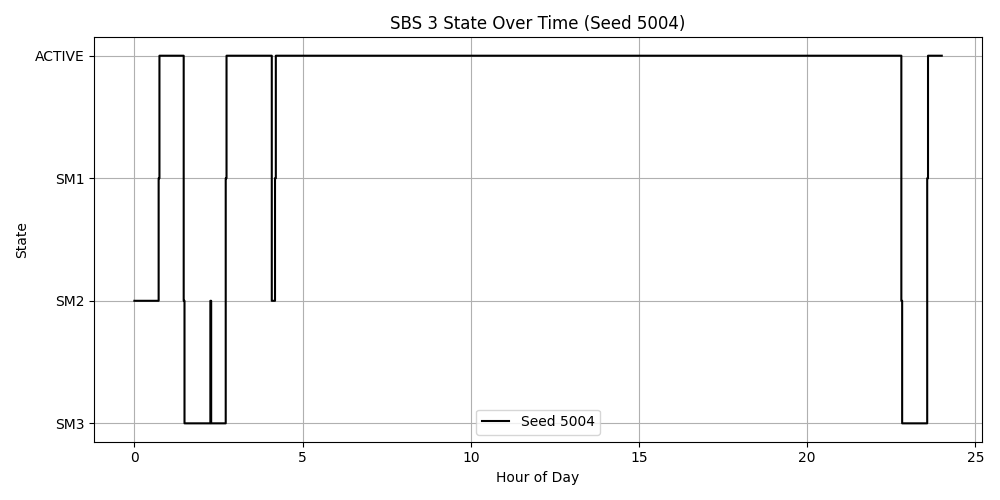 SBS 3 State Over Time (Seed 5004)
ACTIVE
SM1
SM2
SM3
State
Seed 5004
0 5 10 15 20 25
Hour of Day